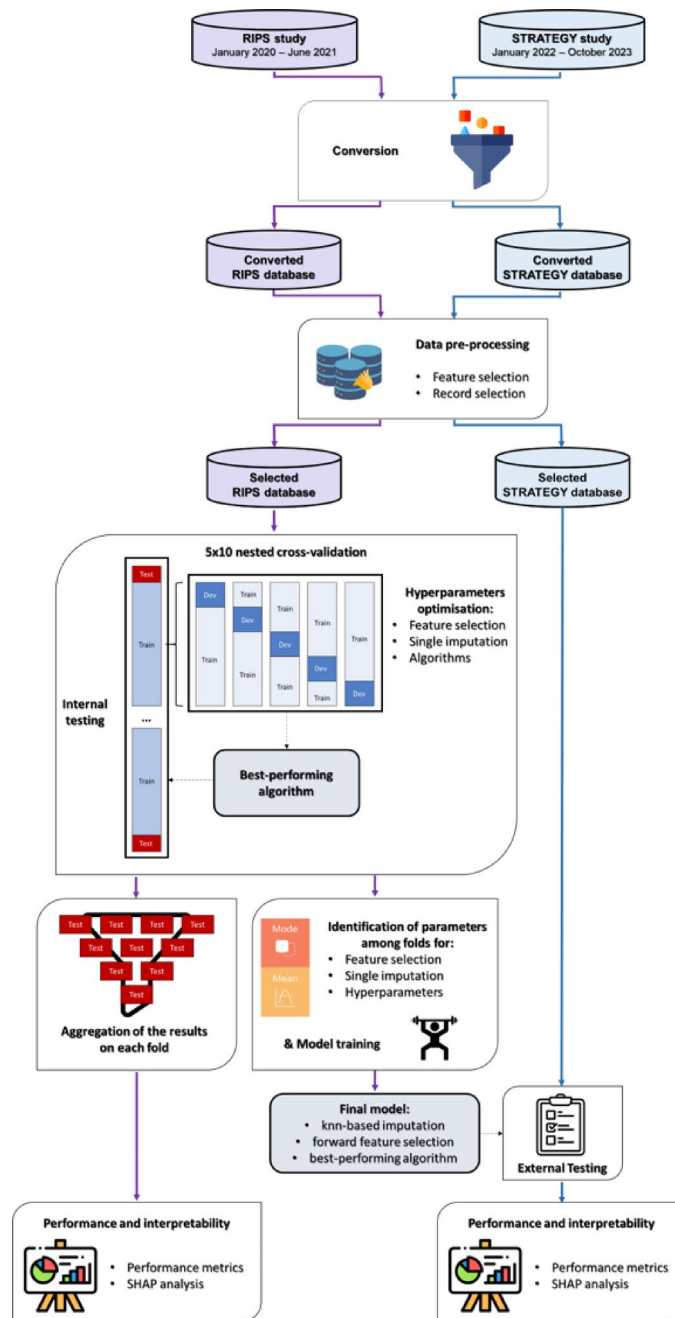 RIPS study
January 2020 – June 2021
STRATEGY study
January 2022 – October 2023
Conversion
Converted
RIPS database
Converted
STRATEGY database
Data pre-processing
Feature selection
Record selection
Selected
RIPS database
Selected
STRATEGY database
5x10 nested cross-validation
Test
Train
...
Train
Test
Dev
Train
Train
Dev
Train
Train
Dev
Train
Train
Dev
Train
Train
Dev
Hyperparameters
optimisation:
• Feature selection
• Single imputation
• Algorithms
Internal
testing
Best-performing
algorithm
Test Test Test Test
Test Test Test
Test Test
Test
Aggregation of the results
on each fold
Mode
Mean
Identification of parameters
among folds for:
• Feature selection
• Single imputation
• Hyperparameters
& Model training
Final model:
• knn-based imputation
• forward feature selection
• best-performing algorithm
External Testing
Performance and interpretability
• Performance metrics
• SHAP analysis
Performance and interpretability
• Performance metrics
• SHAP analysis